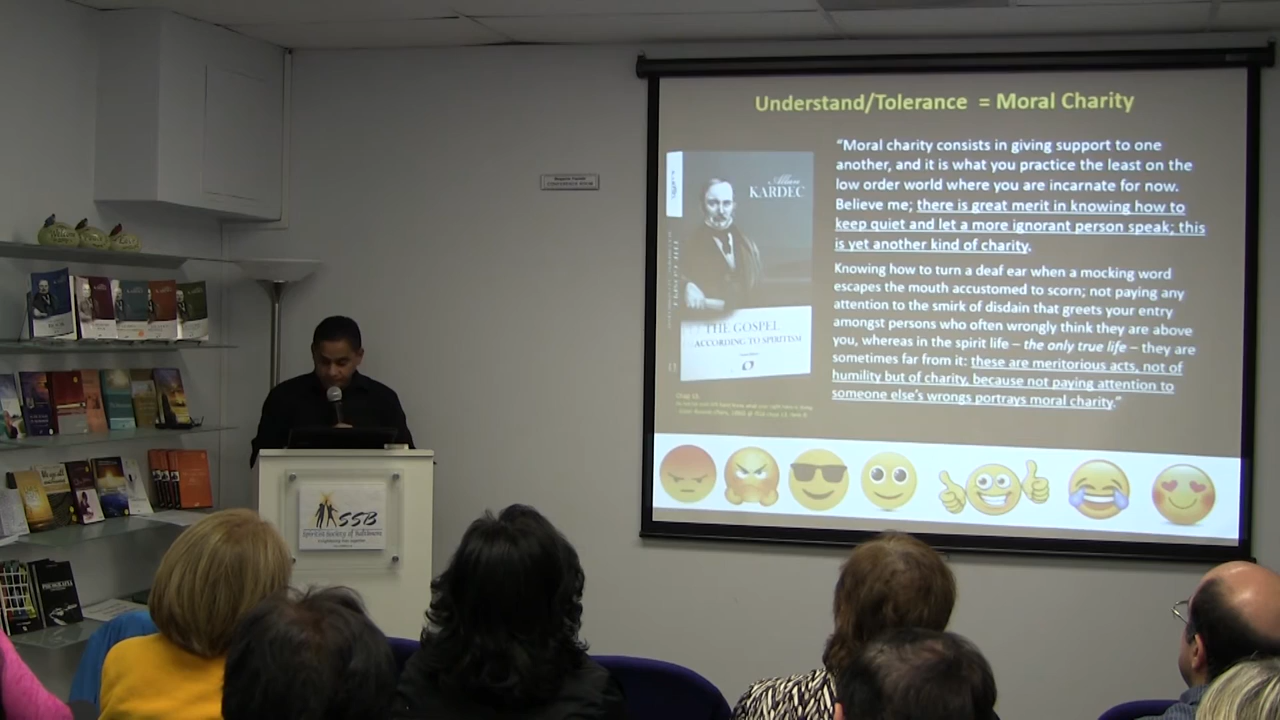 Understand/Tolerance = Moral Charity
“Moral charity consists in giving support to one
another, and it is what you practice the least on the
low order world where you are incarnate for now.
Believe me; there is great merit in knowing how to
keep quiet and let a more ignorant person speak; this
is yet another kind of charity.
Knowing how to turn a deaf ear when a mocking word
escapes the mouth accustomed to scorn; not paying any
attention to the smirk of disdain that greets your entry
amongst persons who often wrongly think they are above
you, whereas in the spirit life – the only true life – they are
sometimes far from it: these are meritorious acts, not of
humility but of charity, because not paying attention to
someone else’s wrongs portrays moral charity.”
Allan
KARDEC
THE GOSPEL
ACCORDING TO SPIRITISM
CONFERENCE ROOM
SSB
Spiritist Society of Baltimore